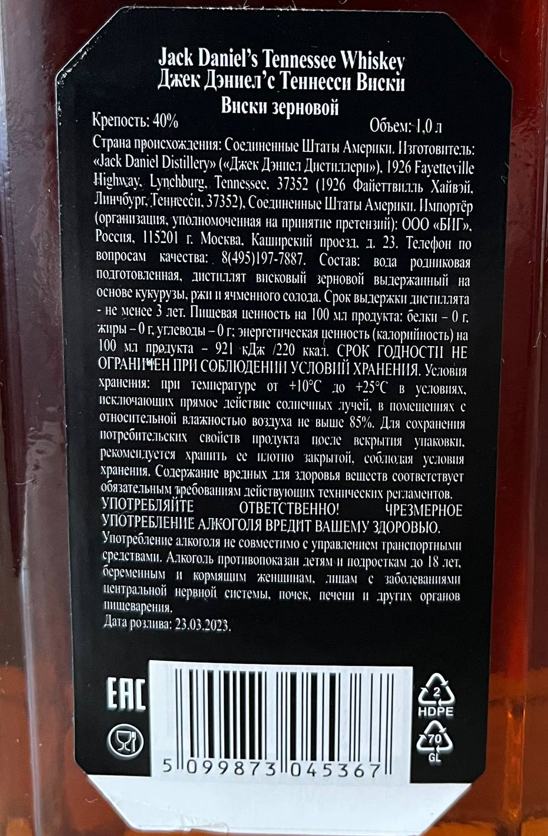 Jack Daniel's Tennessee Whiskey
Джек Дэниел'с Теннесси Виски
Виски зерновой
Крепость: 40% Объем: 1,0 л
Страна происхождения: Соединенные Штаты Америки. Изготовитель:
«Jack Daniel Distillery» («Джек Дэниел Дистиллери»), 1926 Fayetteville
Highway, Lynchburg, Tennessee, 37352 (1926 Файеттвилль Хайвэй,
Линчбург, Теннесси, 37352), Соединенные Штаты Америки. Импортёр
(организация, уполномоченная на принятие претензий): ООО «БИГ»,
Россия, 115201 г. Москва, Каширский проезд, д. 23. Телефон по
вопросам качества: 8(495)197-7887. Состав: вода родниковая
подготовленная, дистиллят висковый зерновой выдержанный на
основе кукурузы, ржи и ячменного солода. Срок выдержки дистиллята
- не менее 3 лет. Пищевая ценность на 100 мл продукта: белки – 0 г,
жиры – 0 г, углеводы – 0 г; энергетическая ценность (калорийность) на
100 мл продукта – 921 кДж /220 ккал. СРОК ГОДНОСТИ НЕ
ОГРАНИЧЕН ПРИ СОБЛЮДЕНИИ УСЛОВИЙ ХРАНЕНИЯ. Условия
хранения: при температуре от +10°C до +25°C в условиях,
исключающих прямое действие солнечных лучей, в помещениях с
относительной влажностью воздуха не выше 85%. Для сохранения
потребительских свойств продукта после вскрытия упаковки,
рекомендуется хранить ее плотно закрытой, соблюдая условия
хранения. Содержание вредных для здоровья веществ соответствует
обязательным требованиям действующих технических регламентов.
УПОТРЕБЛЯЙТЕ ОТВЕТСТВЕННО! ЧРЕЗМЕРНОЕ
УПОТРЕБЛЕНИЕ АЛКОГОЛЯ ВРЕДИТ ВАШЕМУ ЗДОРОВЬЮ.
Употребление алкоголя не совместимо с управлением транспортными
средствами. Алкоголь противопоказан детям и подросткам до 18 лет,
беременным и кормящим женщинам, лицам с заболеваниями
центральной нервной системы, почек, печени и других органов
пищеварения.
Дата розлива: 23.03.2023.
EAC
2
HDPE
70
GL
5 099873 045367